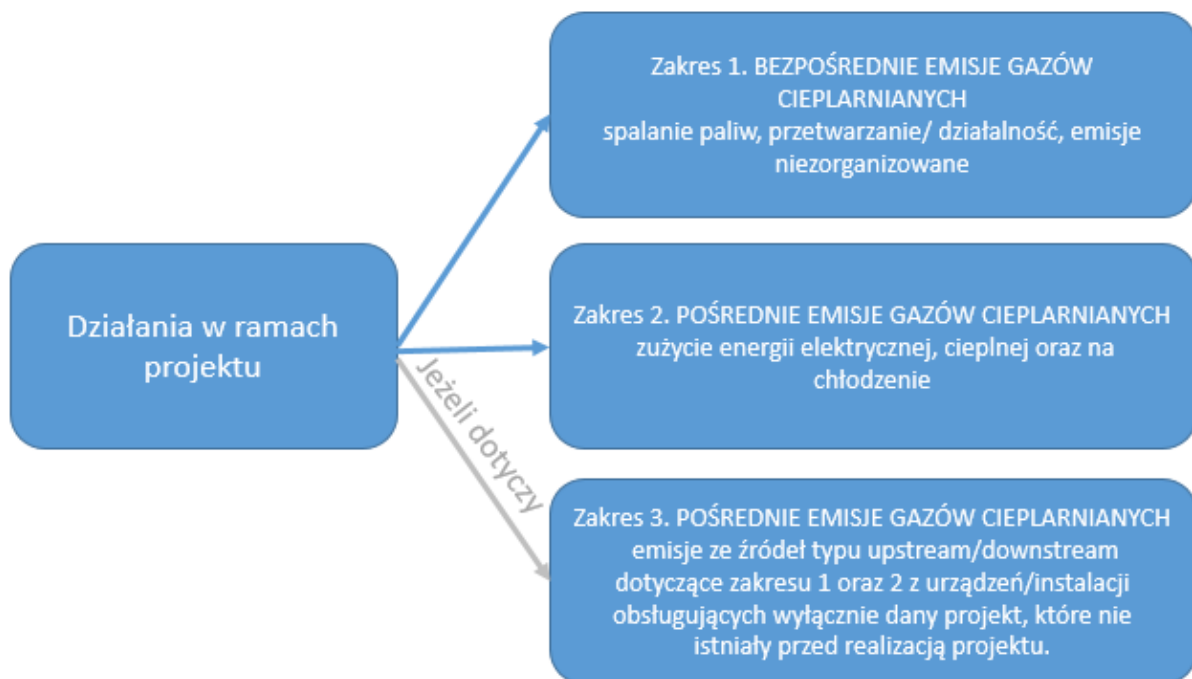 Działania w ramach
projektu
Zakres 1. BEZPOŚREDNIE EMISJE GAZÓW
CIEPLARNIANYCH
spalanie paliw, przetwarzanie/ działalność, emisje
niezorganizowane
Zakres 2. POŚREDNIE EMISJE GAZÓW CIEPLARNIANYCH
zużycie energii elektrycznej, cieplnej oraz na
chłodzenie
Jeżeli dotyczy
Zakres 3. POŚREDNIE EMISJE GAZÓW CIEPLARNIANYCH
emisje ze źródeł typu upstream/downstream
dotyczące zakresu 1 oraz 2 z urządzeń/instalacji
obsługujących wyłącznie dany projekt, które nie
istniały przed realizacją projektu.